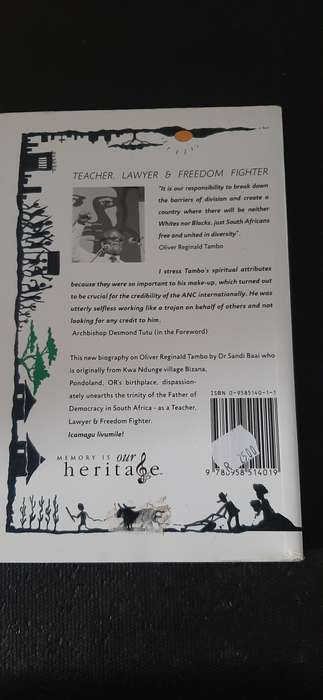 TEACHER, LAWYER & FREEDOM FIGHTER
"It is our responsibility to break down
the barriers of division and create a
country where there will be neither
Whites nor Blacks, just South Africans
free and united in diversity".
Oliver Reginald Tambo
I stress Tambo's spiritual attributes
because they were so important to his make-up, which turned out
to be crucial for the credibility of the ANC internationally. He was
utterly selfless working like a trojan on behalf of others and not
looking for any credit to him.
Archbishop Desmond Tutu (in the Foreword)
This new biography on Oliver Reginald Tambo by Dr Sandi Baai who
is originally from Kwa Ndunge village Bizana,
Pondoland, OR's birthplace, dispassion-
ately unearths the trinity of the Father of
Democracy in South Africa - as a Teacher,
Lawyer & Freedom Fighter.
Icamagu livumile!
ISBN 0-9585140-1-1
9 780958 514019
MEMORY IS our
heritage